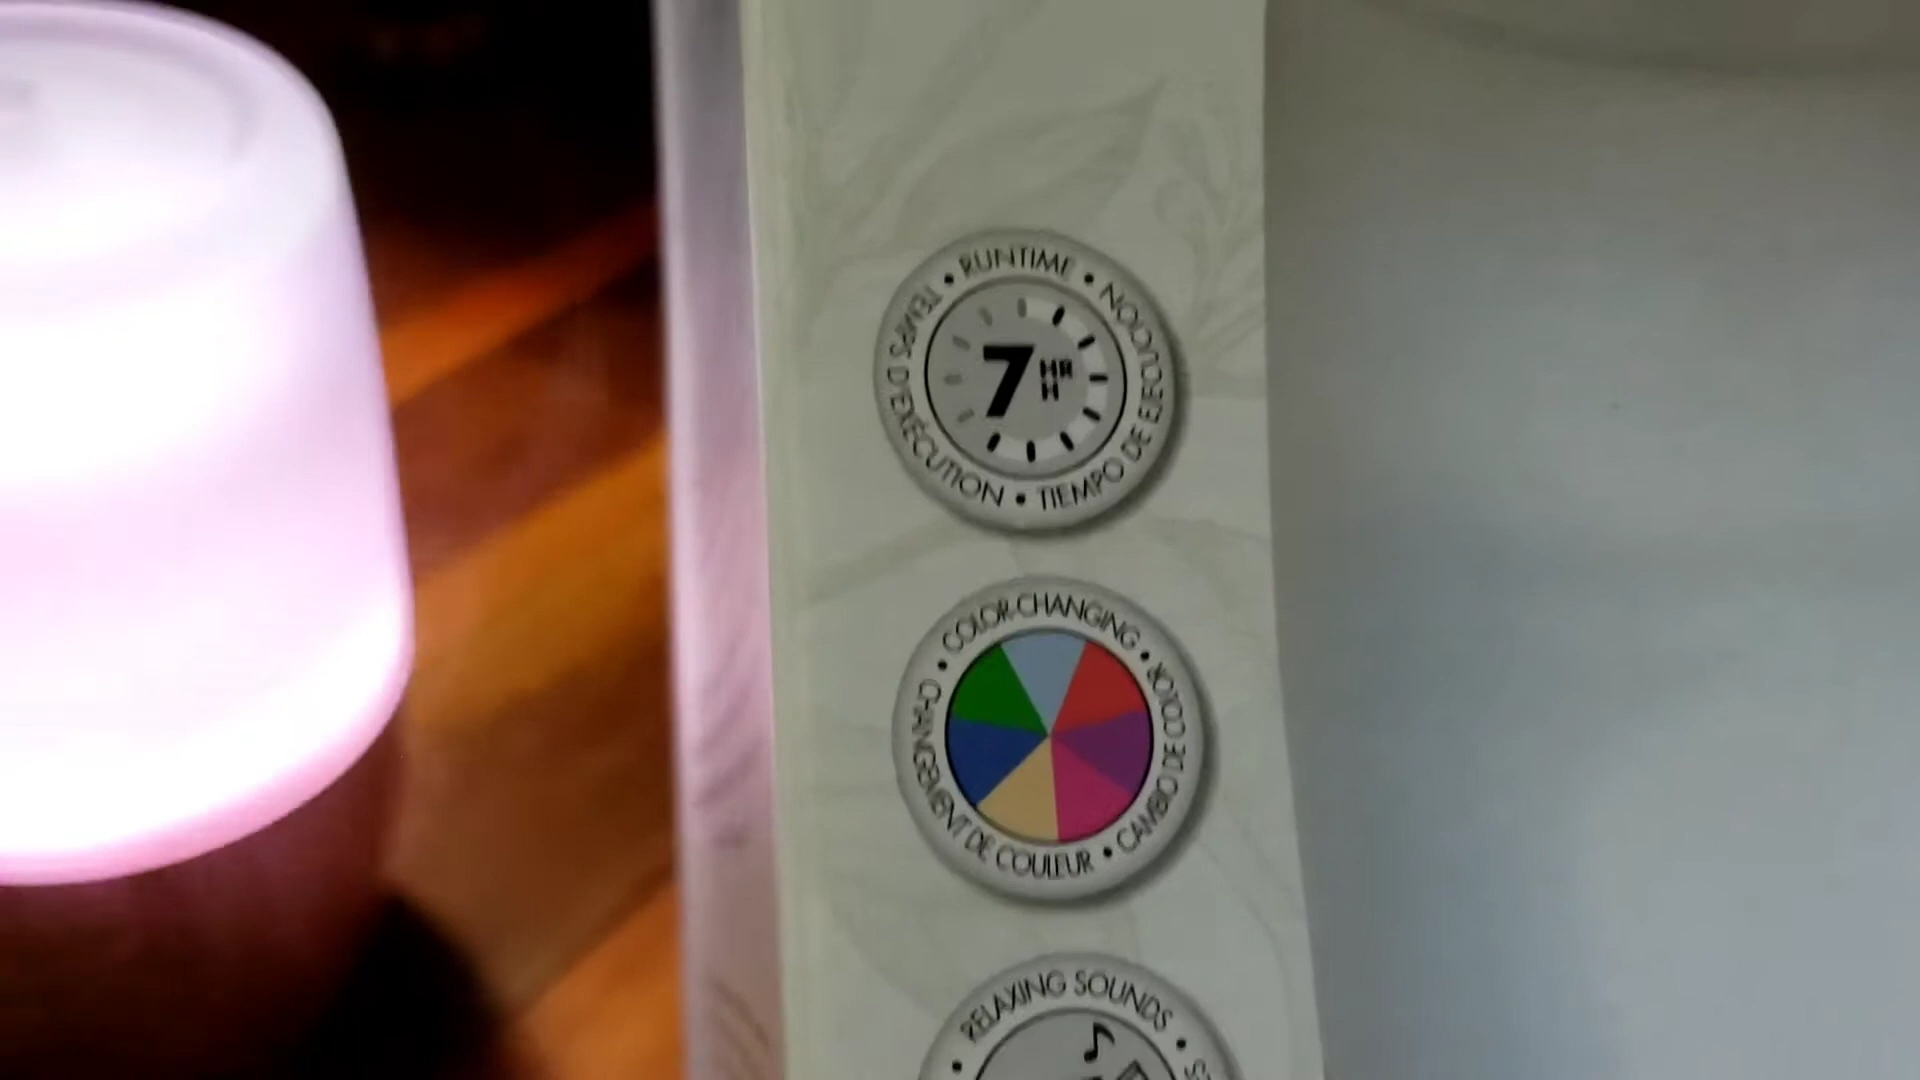 • RUNTIME •
TIEMPO DE EJECUCIÓN •
TEMPS D'EXÉCUTION
7 HR
H
• COLOR-CHANGING •
CAMBIO DE COLOR •
CHANGEMENT DE COULEUR
• RELAXING SOUNDS •